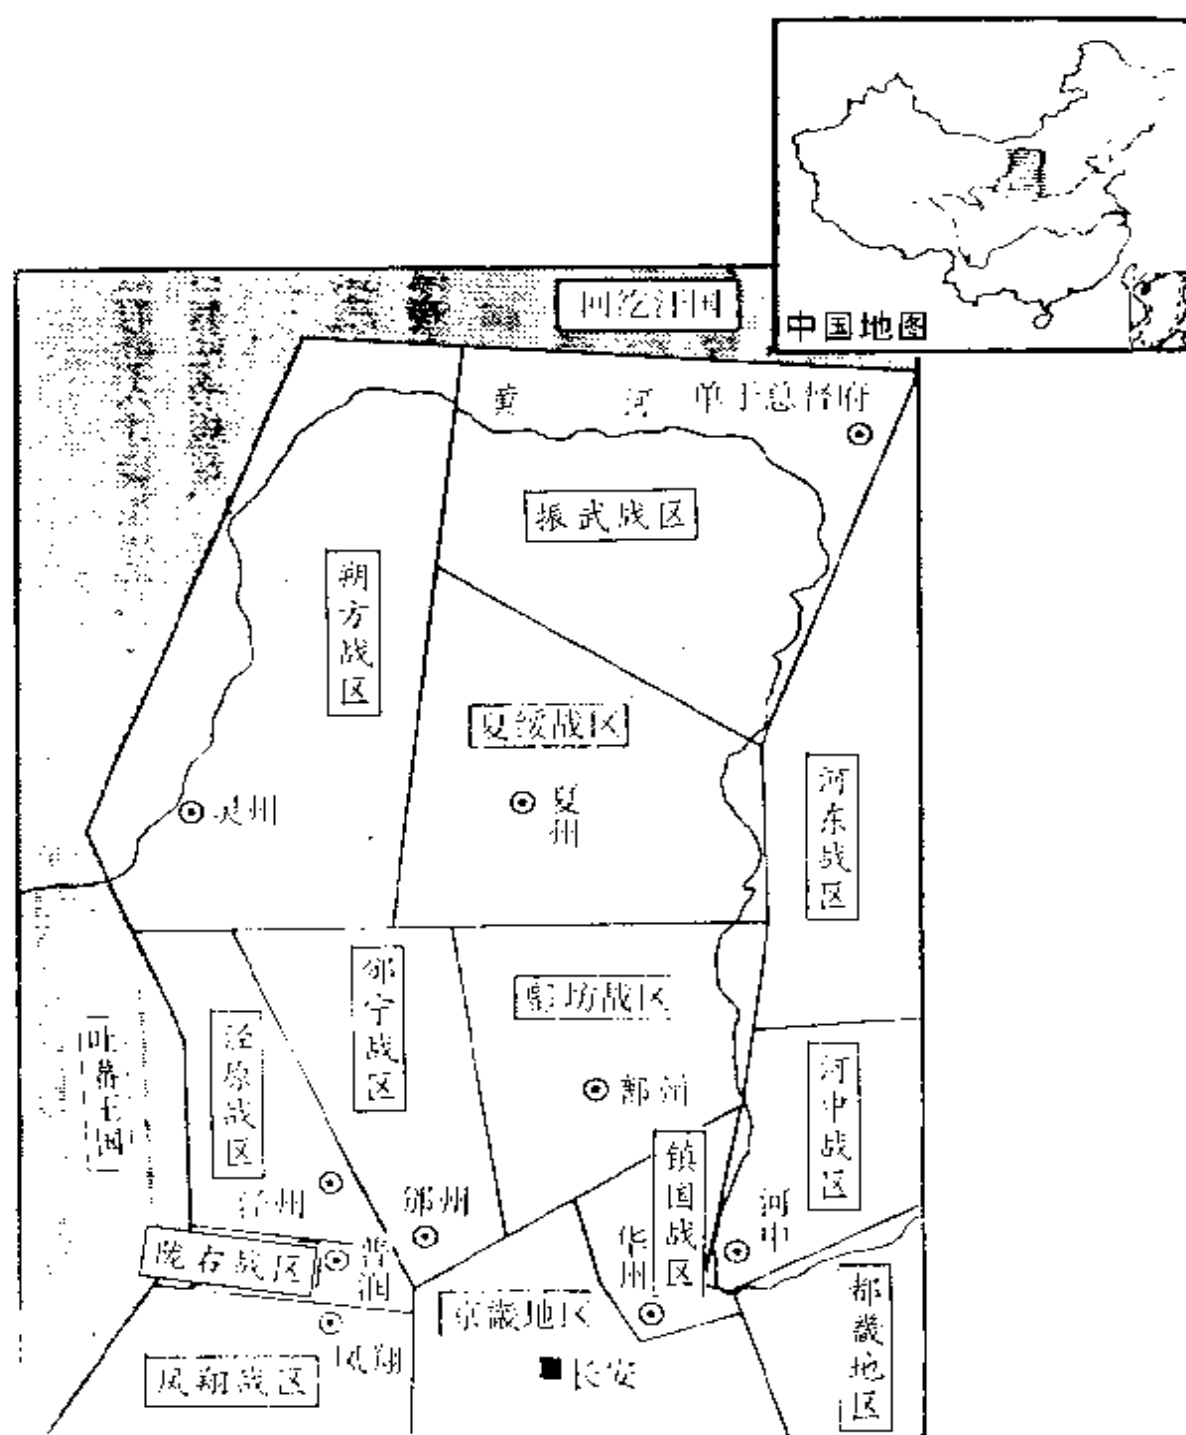 中国地图
回纥汗国
黄河
单于总督府
振武战区
朔方战区
夏绥战区
灵州
夏州
河东战区
邠宁战区
鄜坊战区
泾原战区
吐蕃王国
鄜州
河中战区
镇国战区
泾州
邠州
河中
华州
陇右战区
普润
京畿地区
都畿地区
凤翔
凤翔战区
长安